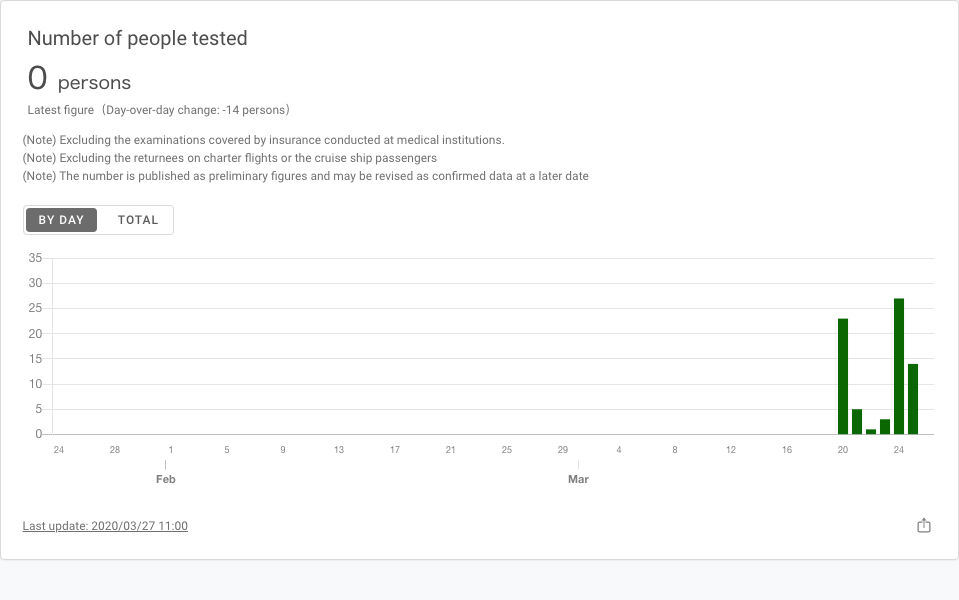 Number of people tested
0 persons
Latest figure（Day-over-day change: -14 persons）
(Note) Excluding the examinations covered by insurance conducted at medical institutions.
(Note) Excluding the returnees on charter flights or the cruise ship passengers
(Note) The number is published as preliminary figures and may be revised as confirmed data at a later date
BY DAY TOTAL
35
30
25
20
15
10
5
0
24 28 1 5 9 13 17 21 25 29 4 8 12 16 20 24
Feb Mar
Last update: 2020/03/27 11:00